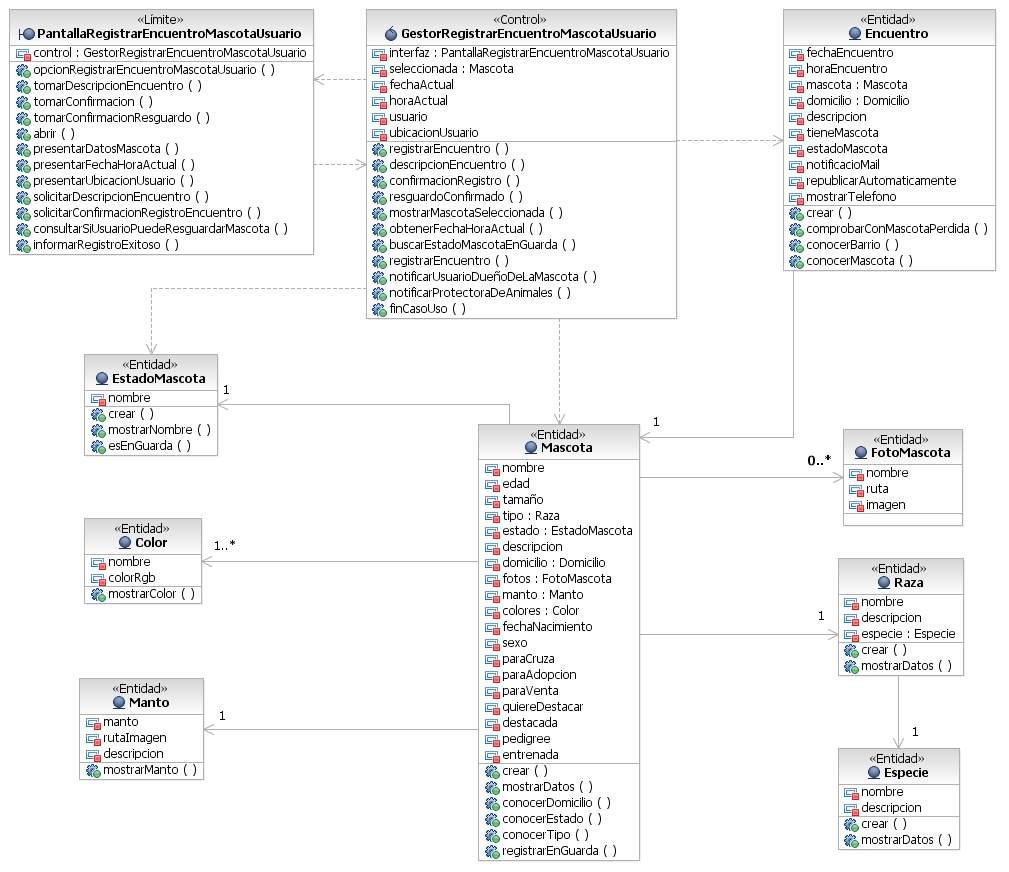 «Límite»
PantallaRegistrarEncuentroMascotaUsuario
control : GestorRegistrarEncuentroMascotaUsuario
opcionRegistrarEncuentroMascotaUsuario ( )
tomarDescripcionEncuentro ( )
tomarConfirmacion ( )
tomarConfirmacionResguardo ( )
abrir ( )
presentarDatosMascota ( )
presentarFechaHoraActual ( )
presentarUbicacionUsuario ( )
solicitarDescripcionEncuentro ( )
solicitarConfirmacionRegistroEncuentro ( )
consultarSiUsuarioPuedeResguardarMascota ( )
informarRegistroExitoso ( )
«Control»
GestorRegistrarEncuentroMascotaUsuario
interfaz : PantallaRegistrarEncuentroMascotaUsuario
seleccionada : Mascota
fechaActual
horaActual
usuario
ubicacionUsuario
registrarEncuentro ( )
descripcionEncuentro ( )
confirmacionRegistro ( )
resguardoConfirmado ( )
mostrarMascotaSeleccionada ( )
obtenerFechaHoraActual ( )
buscarEstadoMascotaEnGuarda ( )
registrarEncuentro ( )
notificarUsuarioDueñoDeLaMascota ( )
notificarProtectoraDeAnimales ( )
finCasoUso ( )
«Entidad»
Encuentro
fechaEncuentro
horaEncuentro
mascota : Mascota
domicilio : Domicilio
descripcion
tieneMascota
estadoMascota
notificacioMail
republicarAutomaticamente
mostrarTelefono
crear ( )
comprobarConMascotaPerdida ( )
conocerBarrio ( )
conocerMascota ( )
«Entidad»
EstadoMascota
nombre
crear ( )
mostrarNombre ( )
esEnGuarda ( )
1
1
«Entidad»
Mascota
nombre
edad
tamaño
tipo : Raza
estado : EstadoMascota
descripcion
domicilio : Domicilio
fotos : FotoMascota
manto : Manto
colores : Color
fechaNacimiento
sexo
paraCruza
paraAdopcion
paraVenta
quiereDestacar
destacada
pedigree
entrenada
crear ( )
mostrarDatos ( )
conocerDomicilio ( )
conocerEstado ( )
conocerTipo ( )
registrarEnGuarda ( )
0..*
«Entidad»
FotoMascota
nombre
ruta
imagen
«Entidad»
Color
nombre
colorRgb
mostrarColor ( )
1..*
1
«Entidad»
Raza
nombre
descripcion
especie : Especie
crear ( )
mostrarDatos ( )
«Entidad»
Manto
manto
rutaImagen
descripcion
mostrarManto ( )
1
1
«Entidad»
Especie
nombre
descripcion
crear ( )
mostrarDatos ( )